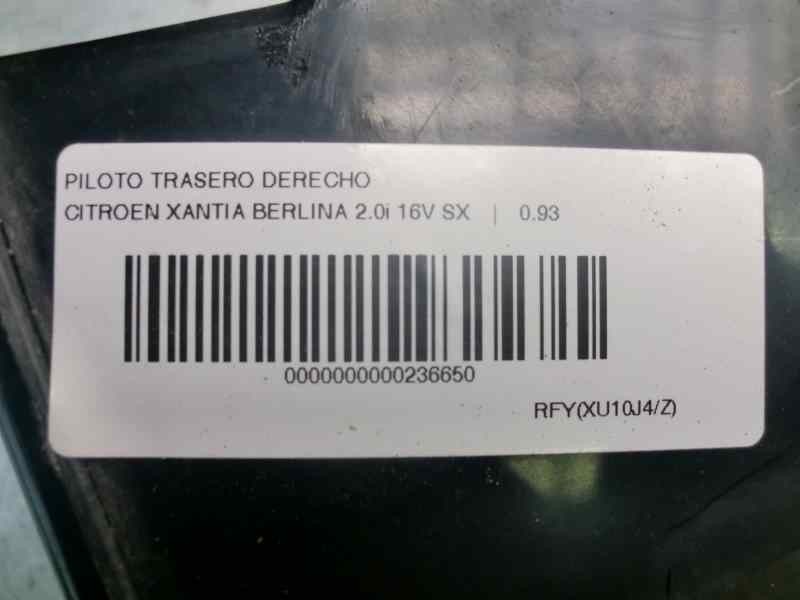 PILOTO TRASERO DERECHO
CITROEN XANTIA BERLINA 2.0i 16V SX | 0.93
0000000000236650
RFY(XU10J4/Z)